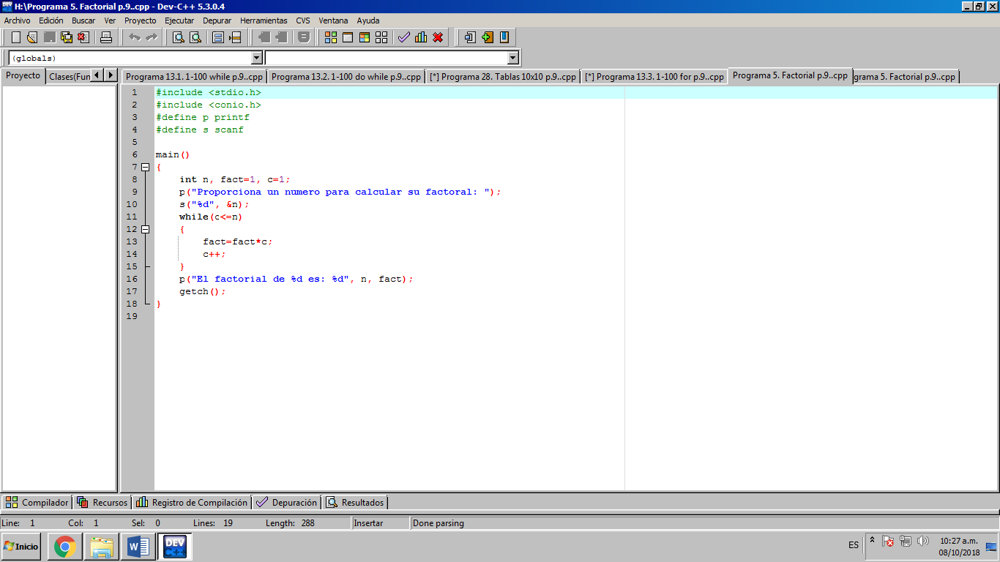 H:\Programa 5. Factorial p.9..cpp - Dev-C++ 5.3.0.4
Archivo Edición Buscar Ver Proyecto Ejecutar Depurar Herramientas CVS Ventana Ayuda
(globals)
Proyecto Clases(Fun Programa 13.1. 1-100 while p.9..cpp Programa 13.2. 1-100 do while p.9..cpp [*] Programa 28. Tablas 10x10 p.9..cpp [*] Programa 13.3. 1-100 for p.9..cpp Programa 5. Factorial p.9..cpp grama 5. Factorial p.9..cpp
1 #include <stdio.h>
2 #include <conio.h>
3 #define p printf
4 #define s scanf
5
6 main()
7 {
8 int n, fact=1, c=1;
9 p("Proporciona un numero para calcular su factoral: ");
10 s("%d", &n);
11 while(c<=n)
12 {
13 fact=fact*c;
14 c++;
15 }
16 p("El factorial de %d es: %d", n, fact);
17 getch();
18 }
19
Compilador Recursos Registro de Compilación Depuración Resultados
Line: 1 Col: 1 Sel: 0 Lines: 19 Length: 288 Insertar Done parsing
Inicio W DEV C++ ES 10:27 a.m.
08/10/2018